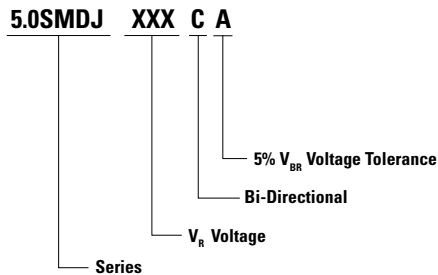 5.0SMDJ XXX C A
5% VBR Voltage Tolerance
Bi-Directional
VR Voltage
Series